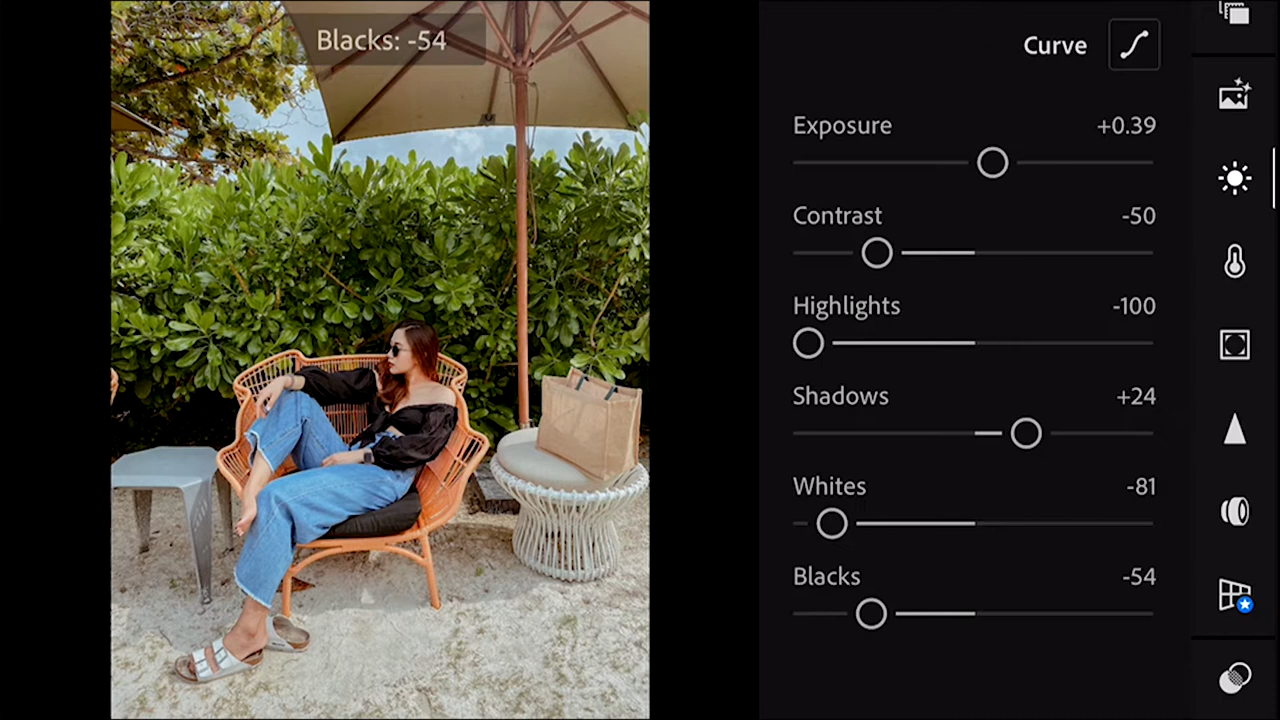 Blacks: -54
Curve
Exposure +0.39
Contrast -50
Highlights -100
Shadows +24
Whites -81
Blacks -54